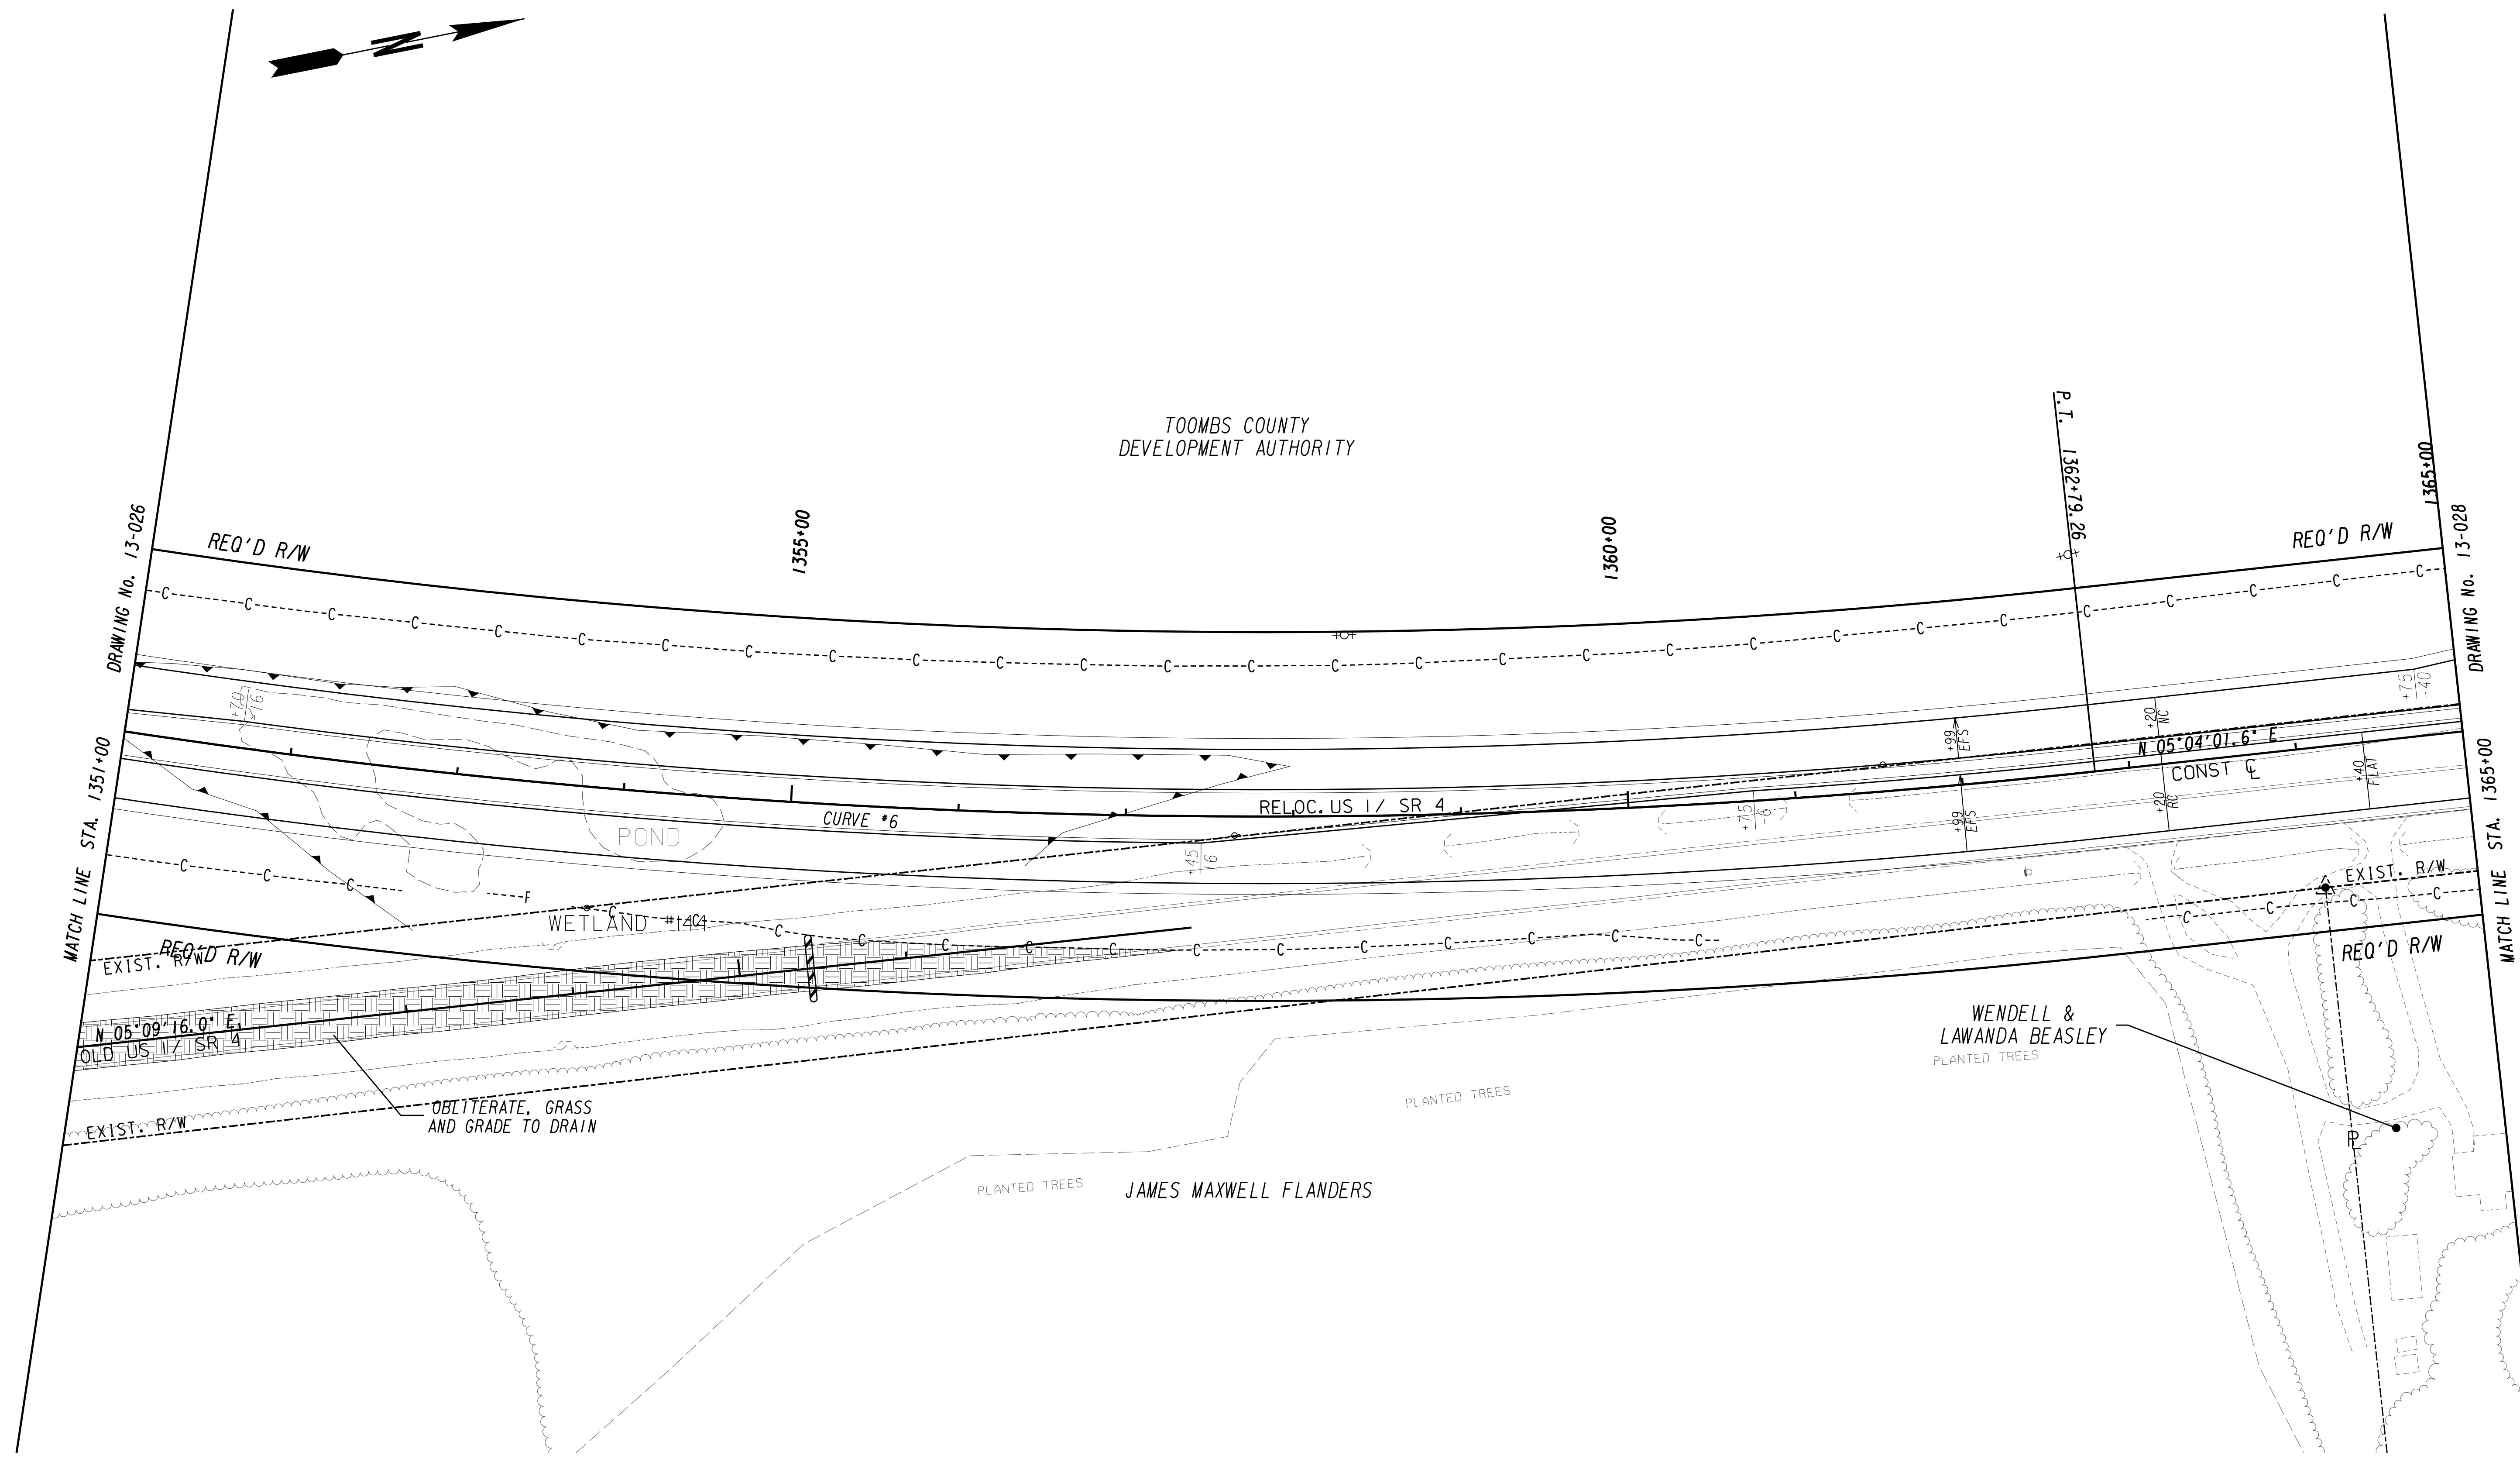 N
TOOMBS COUNTY
DEVELOPMENT AUTHORITY
P.T. 1362+79.26
1365+00
1355+00
1360+00
DRAWING No. 13-026
DRAWING No. 13-028
REQ'D R/W
REQ'D R/W
C C C C C C C C C C C C C C C C C C C C C C C C C C C C
+70
-16
+75
-40
+20
NC
+99
EFS
N 05°04'01.6" E
CONST ℄
+40
FLAT
+20
RC
+99
EFS
RELOC. US 1/ SR 4
+75
-6
CURVE #6
POND
+45
16
MATCH LINE STA. 1351+00
MATCH LINE STA. 1365+00
C C C
F
C C C C C C C C C C C C C C
WETLAND #144
EXIST. R/W
C C C C
EXIST. R/W
REQ'D R/W
REQ'D R/W
N 05°09'16.0" E
OLD US 1/ SR 4
WENDELL &
LAWANDA BEASLEY
PLANTED TREES
PLANTED TREES
OBLITERATE, GRASS
AND GRADE TO DRAIN
EXIST. R/W
PL
PLANTED TREES
JAMES MAXWELL FLANDERS